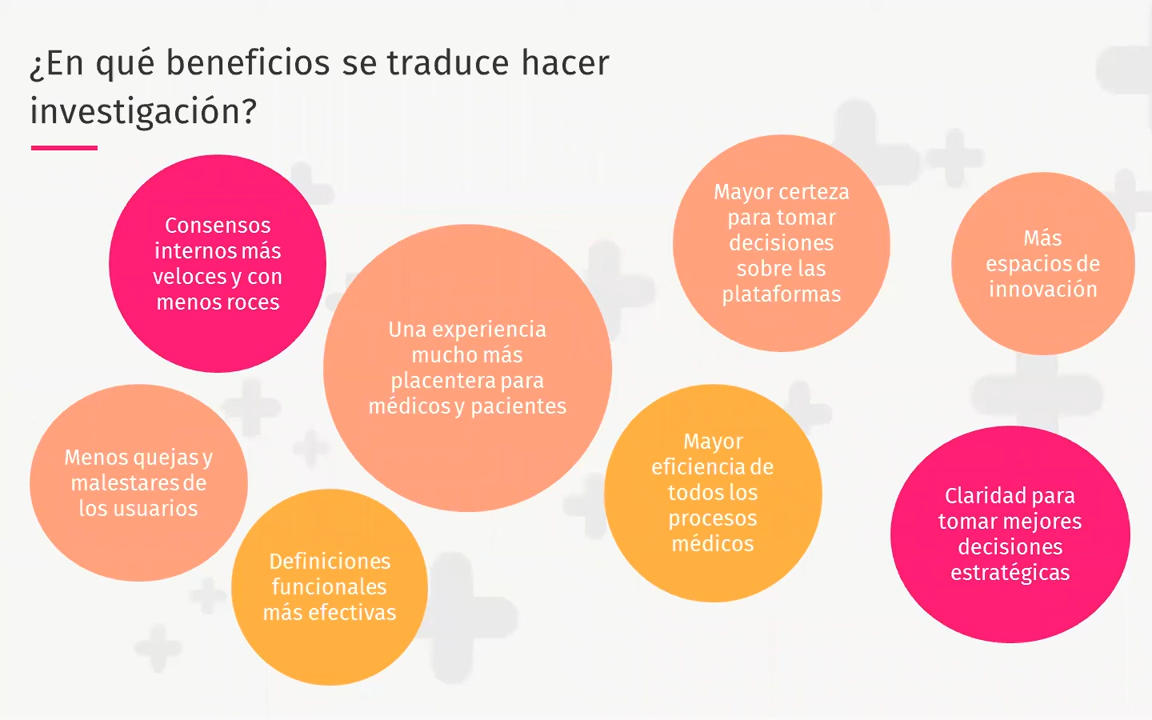 ¿En qué beneficios se traduce hacer
investigación?
Consensos
internos más
veloces y con
menos roces
Una experiencia
mucho más
placentera para
médicos y pacientes
Mayor certeza
para tomar
decisiones
sobre las
plataformas
Más
espacios de
innovación
Menos quejas y
malestares de
los usuarios
Definiciones
funcionales
más efectivas
Mayor
eficiencia de
todos los
procesos
médicos
Claridad para
tomar mejores
decisiones
estratégicas